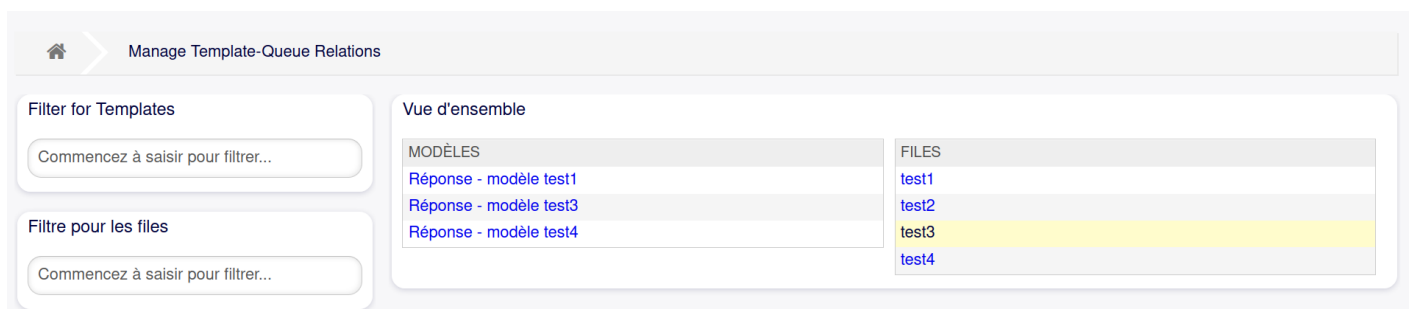 Manage Template-Queue Relations
Filter for Templates
Commencez à saisir pour filtrer...
Filtre pour les files
Commencez à saisir pour filtrer...
Vue d'ensemble
MODÈLES
Réponse - modèle test1
Réponse - modèle test3
Réponse - modèle test4
FILES
test1
test2
test3
test4